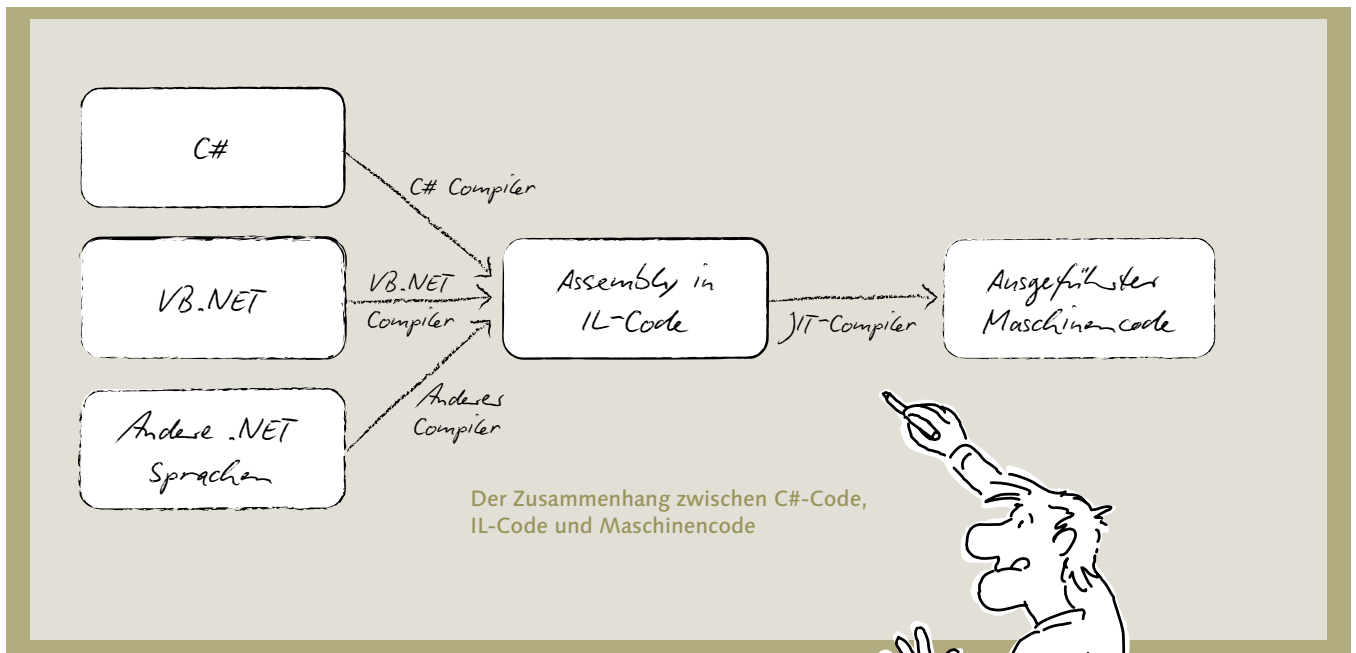 C#
C# Compiler
VB.NET
VB.NET
Compiler
Assembly in
IL-Code
JIT-Compiler
Ausgeführter
Maschinencode
Andere .NET
Sprachen
Anderer
Compiler
Der Zusammenhang zwischen C#-Code,
IL-Code und Maschinencode